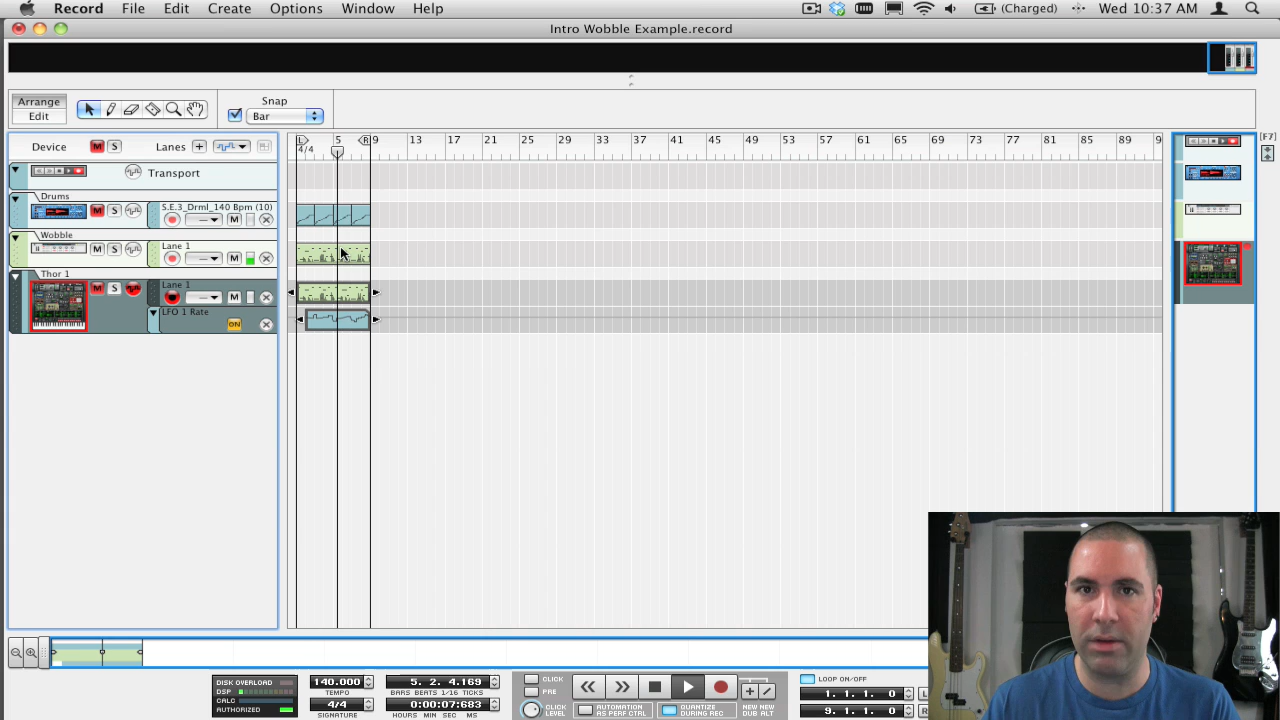 Record File Edit Create Options Window Help (Charged) Wed 10:37 AM
Intro Wobble Example.record
Arrange
Edit
Snap
Bar
[F7]
Device M S Lanes
4/4
5 9 13 17 21 25 29 33 37 41 45 49 53 57 61 65 69 73 77 81 85 89 9
L R
Transport
Drums
S.E.3_Drml_140 Bpm (10)
M S M
Wobble
Lane 1
M M
Thor 1
Lane 1
M S M
LFO 1 Rate
ON
DISK OVERLOAD
DSP
CALC
AUTHORIZED
140.000
TEMPO
4/4
SIGNATURE
5. 2. 4.169
BARS BEATS 1/16 TICKS
0:00:07:683
HOURS MIN SEC MS
CLICK
PRE
CLICK LEVEL
AUTOMATION AS PERF CTRL
QUANTIZE DURING REC
NEW DUB
NEW ALT
LOOP ON/OFF
1. 1. 1. 0 L
9. 1. 1. 0